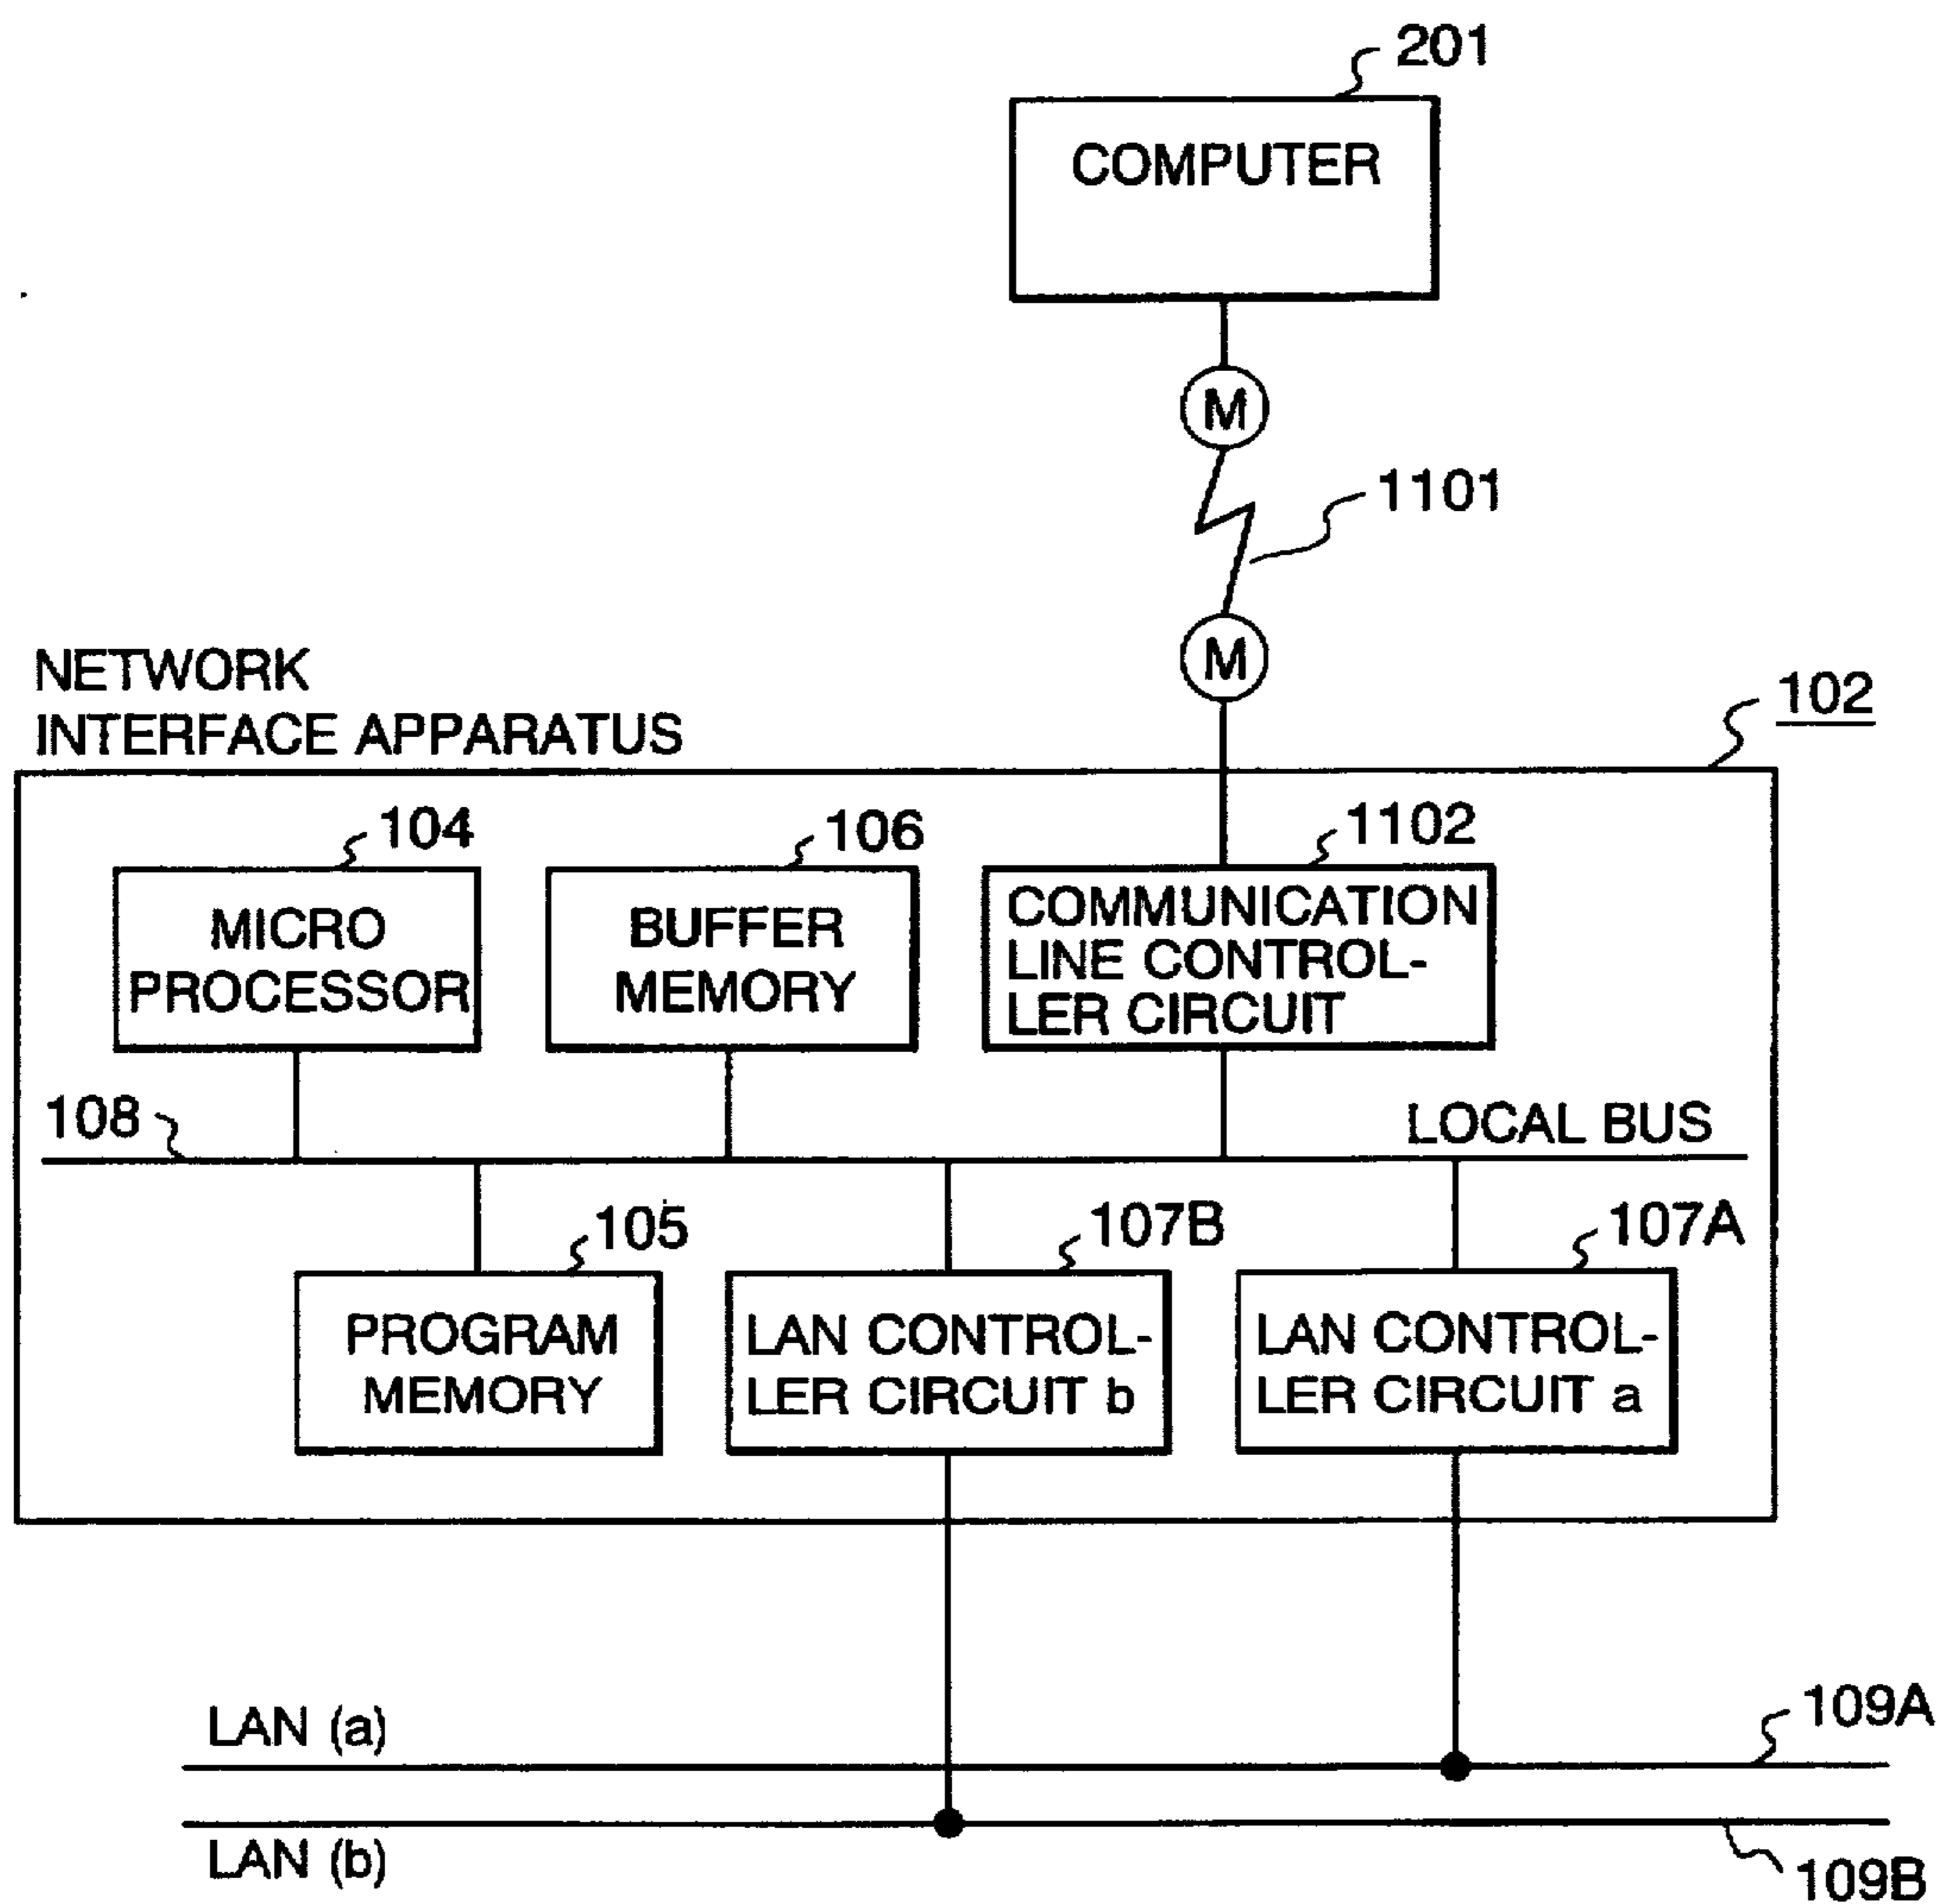 201
COMPUTER
M
1101
M
NETWORK
INTERFACE APPARATUS
102
104
106
1102
MICRO
PROCESSOR
BUFFER
MEMORY
COMMUNICATION
LINE CONTROL-
LER CIRCUIT
108
LOCAL BUS
105
107B
107A
PROGRAM
MEMORY
LAN CONTROL-
LER CIRCUIT b
LAN CONTROL-
LER CIRCUIT a
LAN (a)
109A
LAN (b)
109B